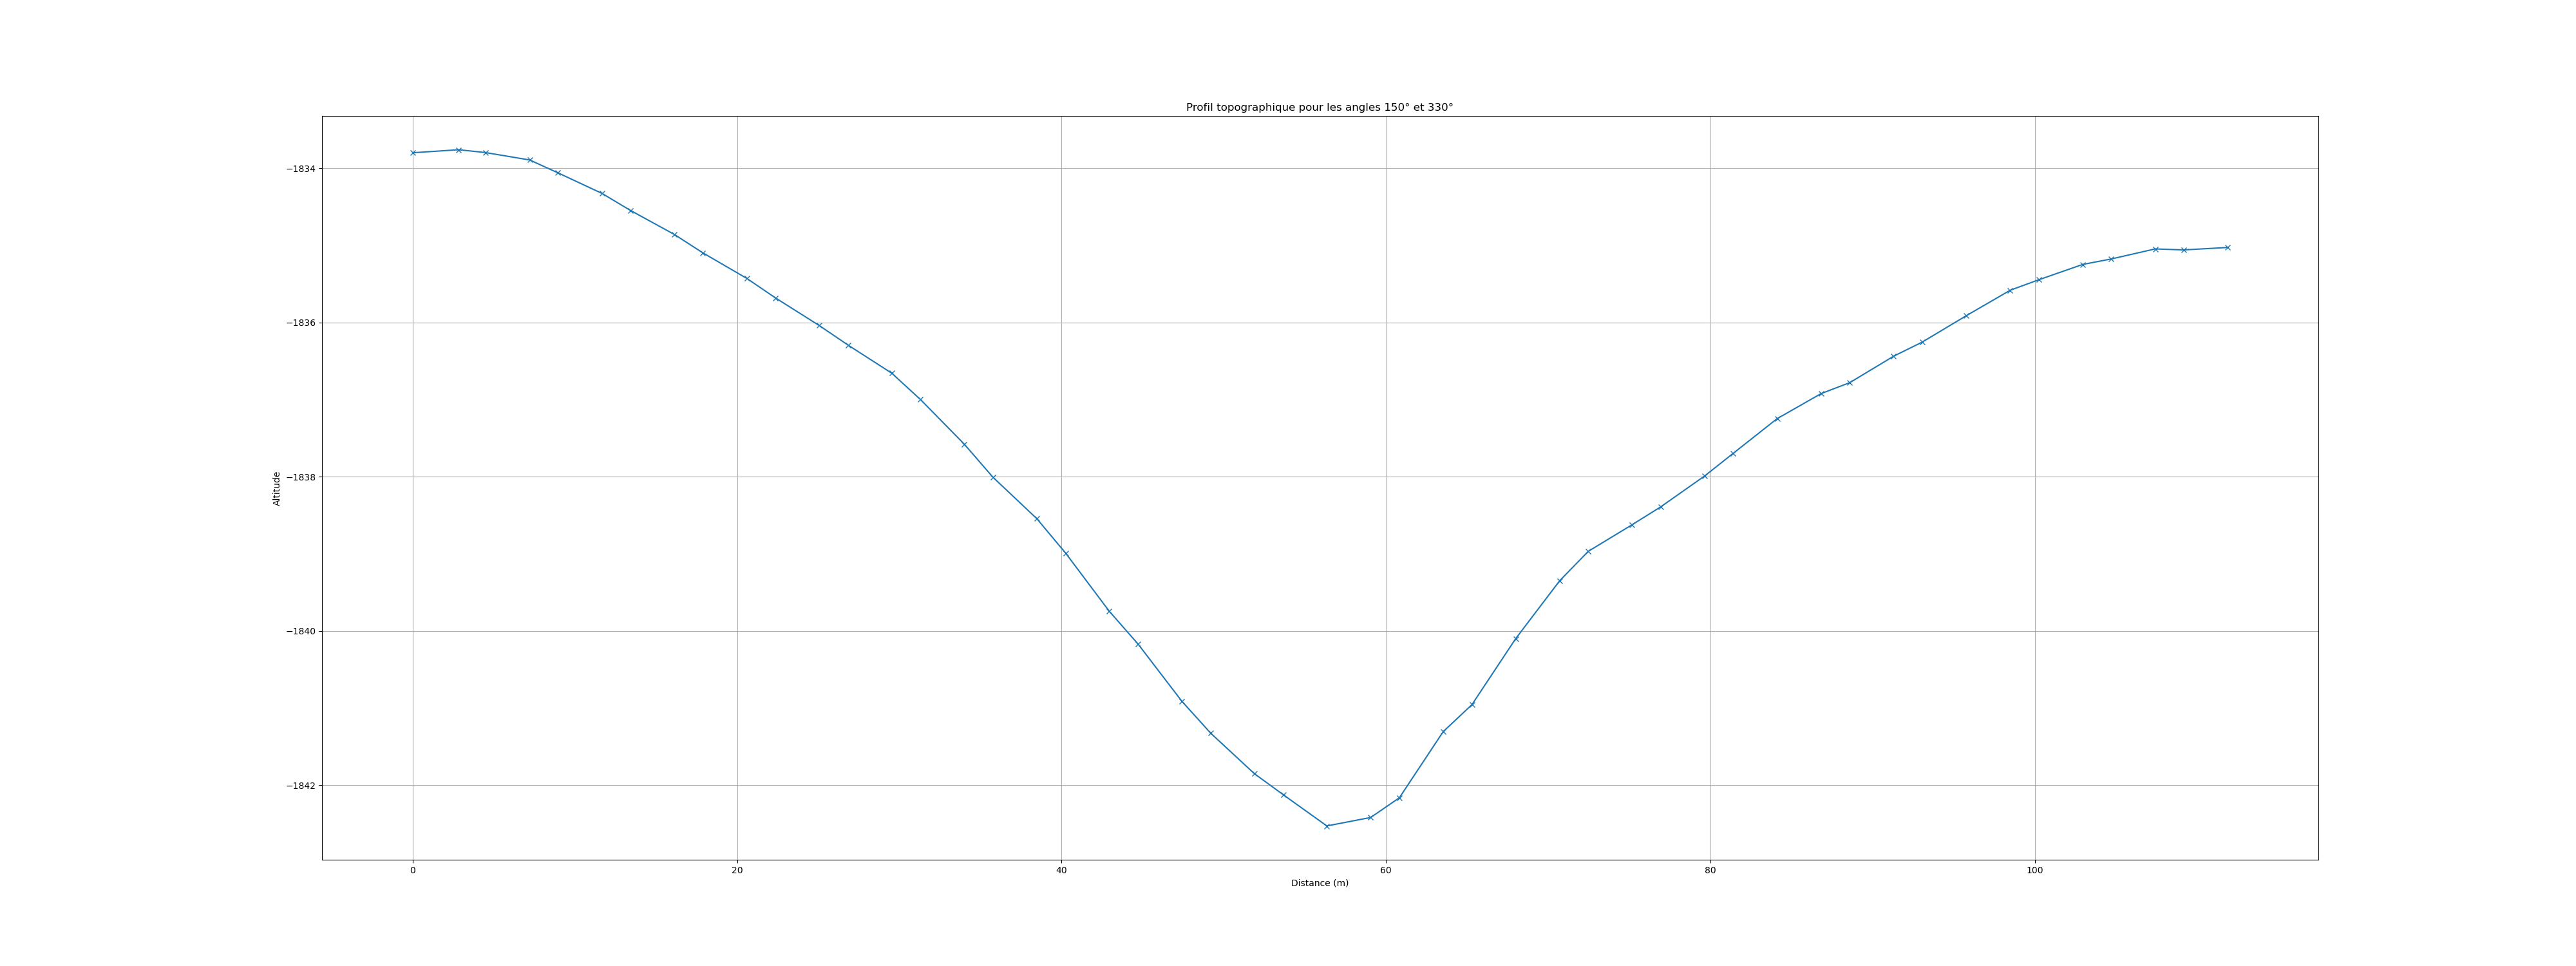 Profil topographique pour les angles 150° et 330°
Altitude
−1834
−1836
−1838
−1840
−1842
0 20 40 60 80 100
Distance (m)